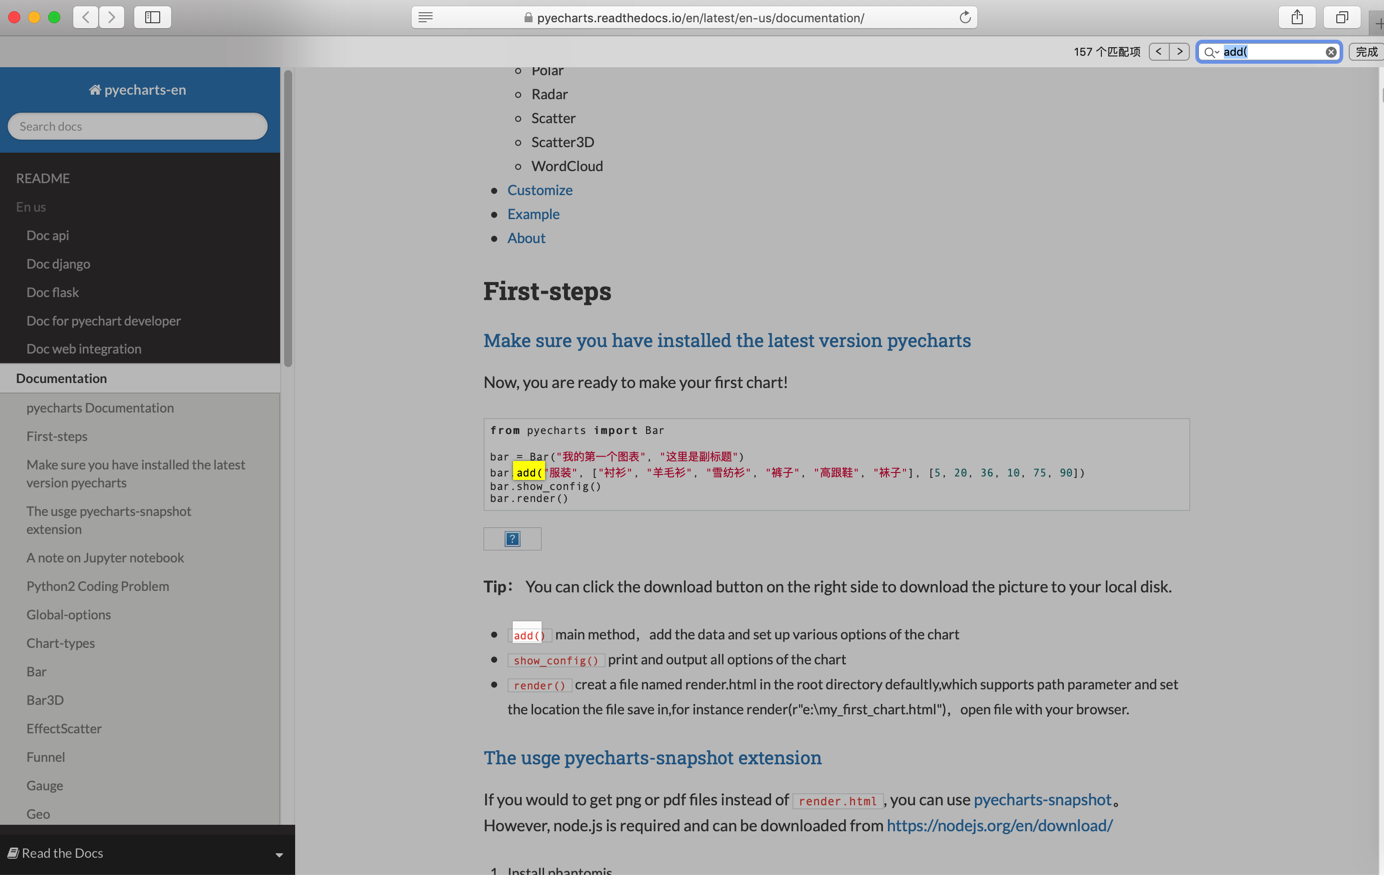 pyecharts.readthedocs.io/en/latest/en-us/documentation/
157 个匹配项
add(
完成
pyecharts-en
Search docs
README
En us
Doc api
Doc django
Doc flask
Doc for pyechart developer
Doc web integration
Documentation
pyecharts Documentation
First-steps
Make sure you have installed the latest
version pyecharts
The usge pyecharts-snapshot
extension
A note on Jupyter notebook
Python2 Coding Problem
Global-options
Chart-types
Bar
Bar3D
EffectScatter
Funnel
Gauge
Geo
Read the Docs
Polar
Radar
Scatter
Scatter3D
WordCloud
Customize
Example
About
First-steps
Make sure you have installed the latest version pyecharts
Now, you are ready to make your first chart!
from pyecharts import Bar
bar = Bar("我的第一个图表", "这里是副标题")
bar.add("服装", ["衬衫", "羊毛衫", "雪纺衫", "裤子", "高跟鞋", "袜子"], [5, 20, 36, 10, 75, 90])
bar.show_config()
bar.render()
Tip： You can click the download button on the right side to download the picture to your local disk.
add() main method，add the data and set up various options of the chart
show_config() print and output all options of the chart
render() creat a file named render.html in the root directory defaultly,which supports path parameter and set
the location the file save in,for instance render(r"e:\my_first_chart.html")，open file with your browser.
The usge pyecharts-snapshot extension
If you would to get png or pdf files instead of render.html, you can use pyecharts-snapshot。
However, node.js is required and can be downloaded from https://nodejs.org/en/download/
1. Install phantomjs